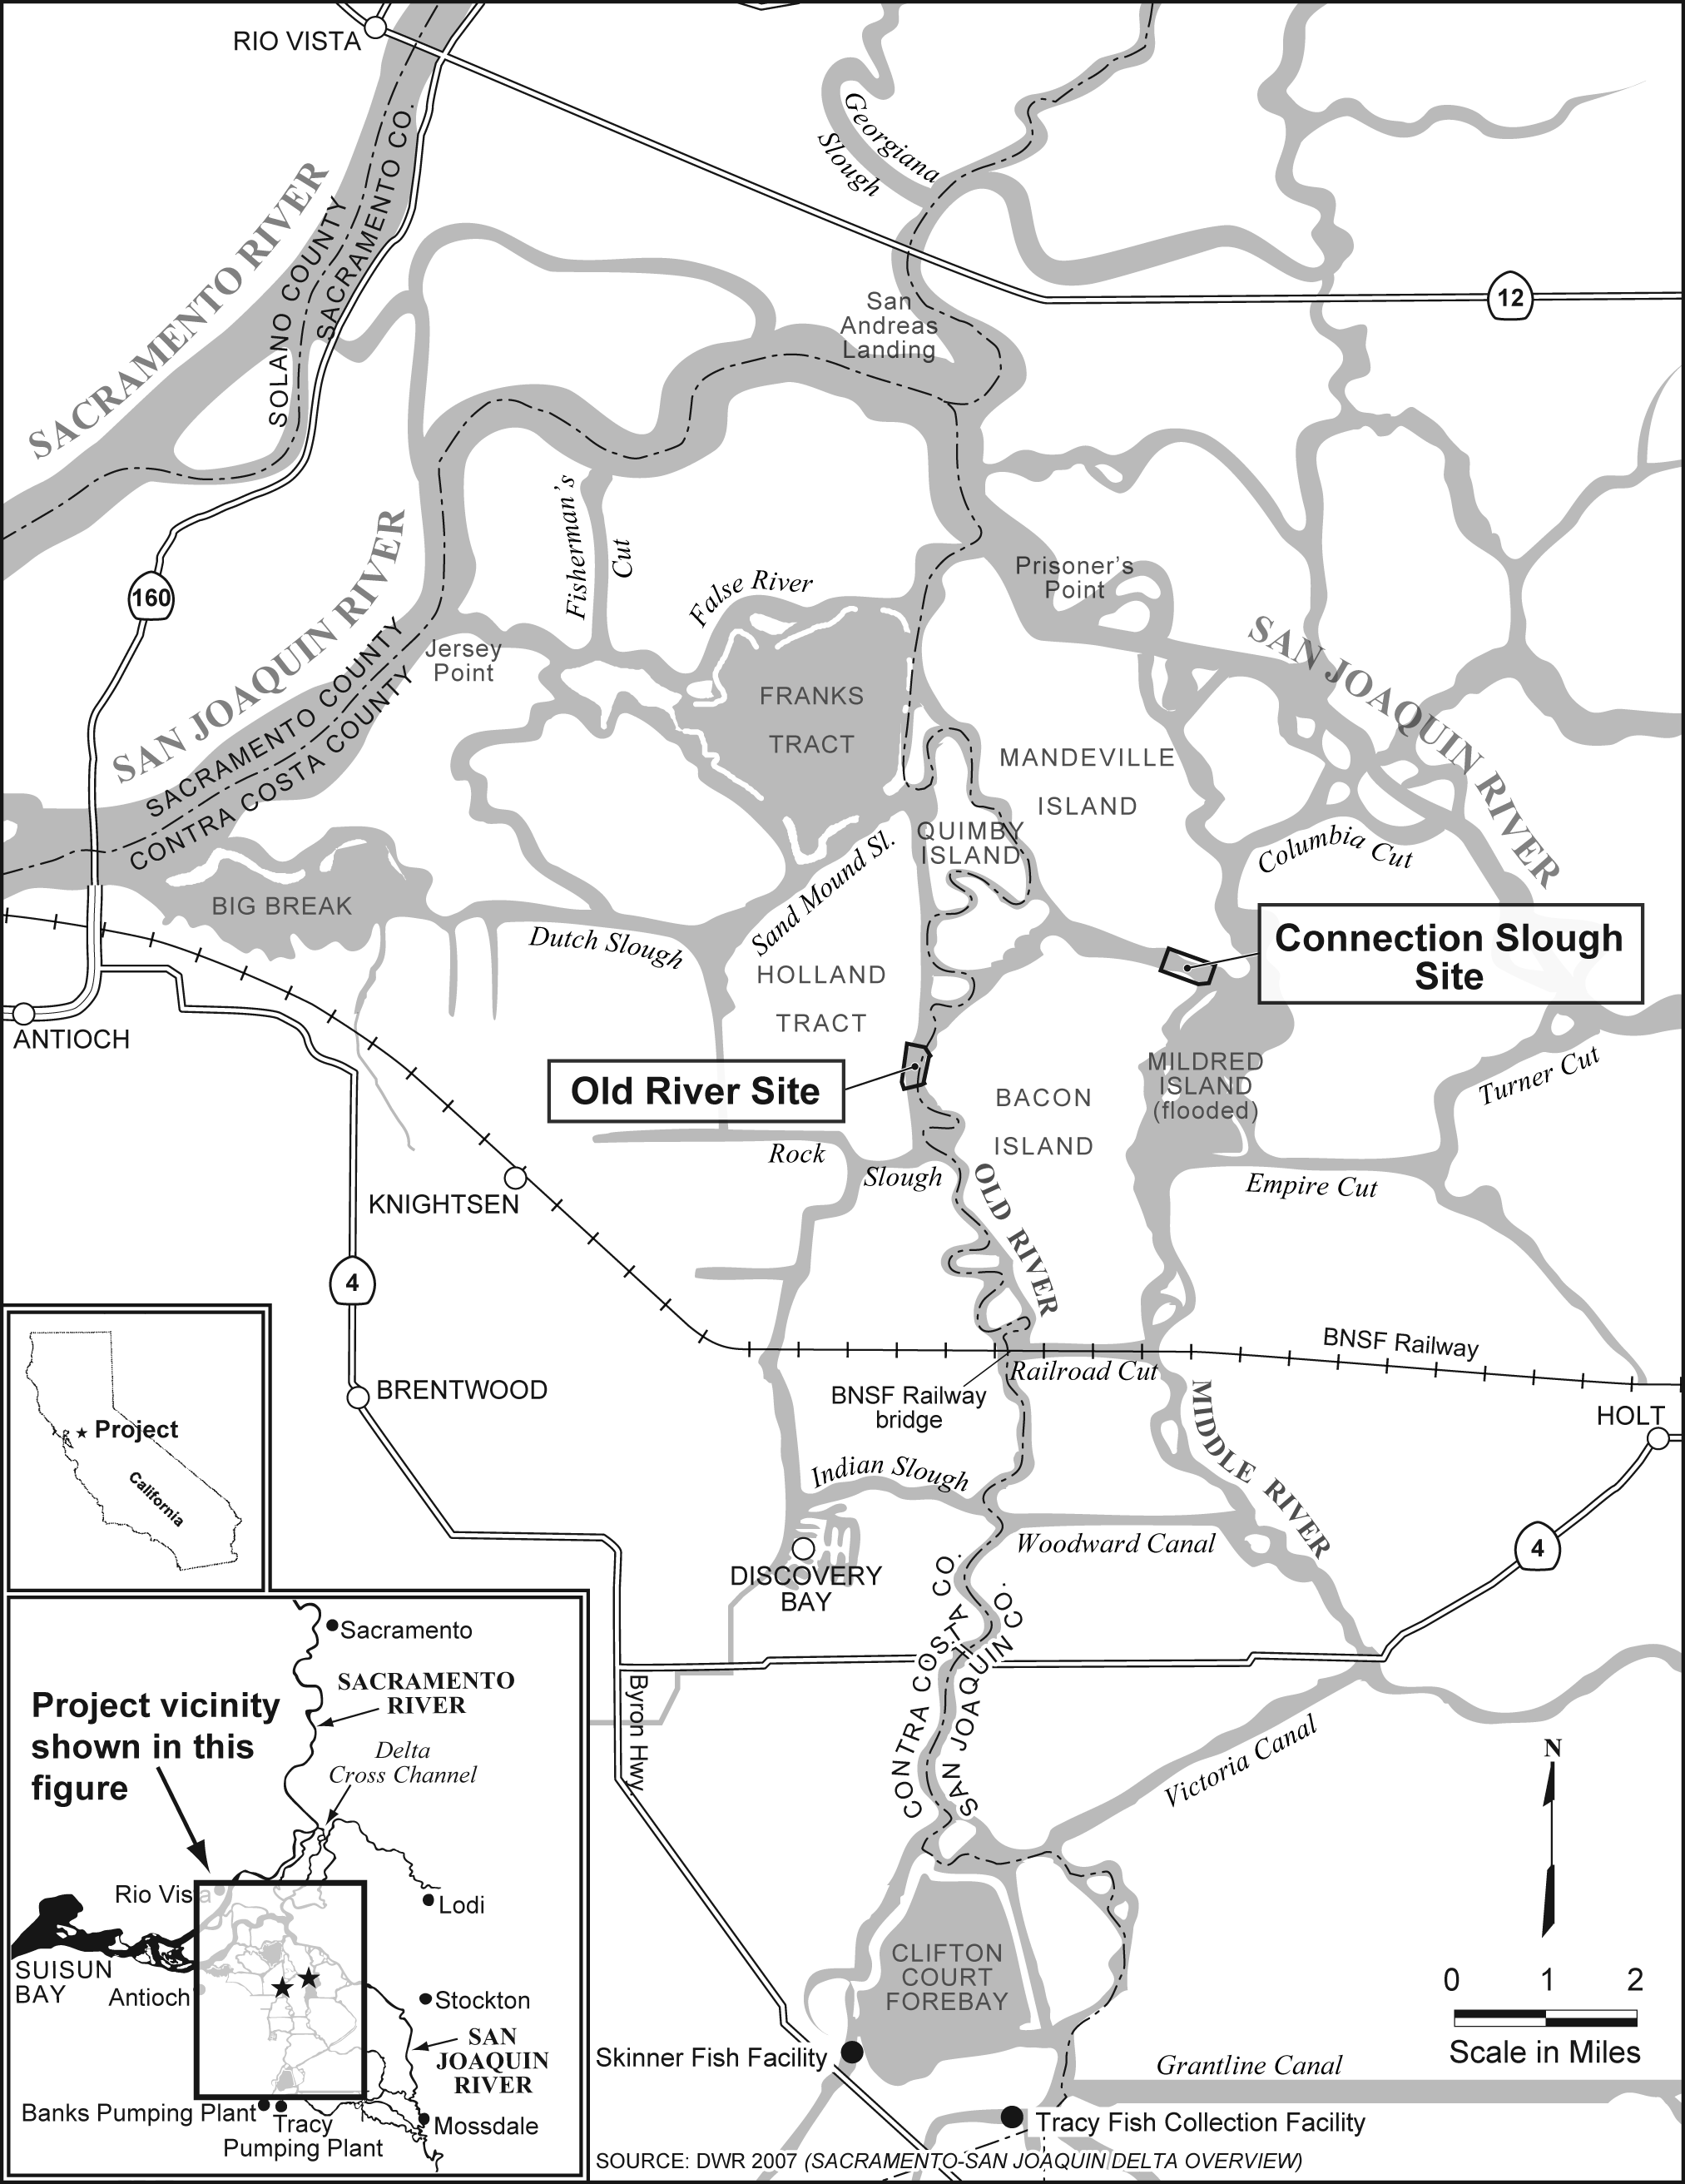 RIO VISTA
SACRAMENTO RIVER
SOLANO COUNTY
SACRAMENTO CO.
Georgiana
Slough
12
San
Andreas
Landing
160
SAN JOAQUIN RIVER
SACRAMENTO COUNTY
CONTRA COSTA COUNTY
Fisherman's
Cut
False River
Jersey
Point
Prisoner's
Point
SAN JOAQUIN RIVER
FRANKS
TRACT
MANDEVILLE
ISLAND
QUIMBY
ISLAND
Columbia Cut
BIG BREAK
Dutch Slough
Sand Mound Sl.
HOLLAND
TRACT
Connection Slough
Site
ANTIOCH
Old River Site
MILDRED
ISLAND
(flooded)
Turner Cut
BACON
ISLAND
Rock
Slough
Empire Cut
KNIGHTSEN
OLD RIVER
4
BNSF Railway
Railroad Cut
BNSF Railway
bridge
BRENTWOOD
HOLT
MIDDLE RIVER
Indian Slough
Woodward Canal
4
DISCOVERY
BAY
CONTRA COSTA CO.
SAN JOAQUIN CO.
Byron Hwy.
Victoria Canal
CLIFTON
COURT
FOREBAY
Skinner Fish Facility
Grantline Canal
Tracy Fish Collection Facility
N
0 1 2
Scale in Miles
SOURCE: DWR 2007 (SACRAMENTO-SAN JOAQUIN DELTA OVERVIEW)
Project
California
Sacramento
SACRAMENTO
RIVER
Project vicinity
shown in this
figure
Delta
Cross Channel
Rio Vista
Lodi
SUISUN
BAY
Antioch
Stockton
SAN
JOAQUIN
RIVER
Banks Pumping Plant
Tracy
Pumping Plant
Mossdale